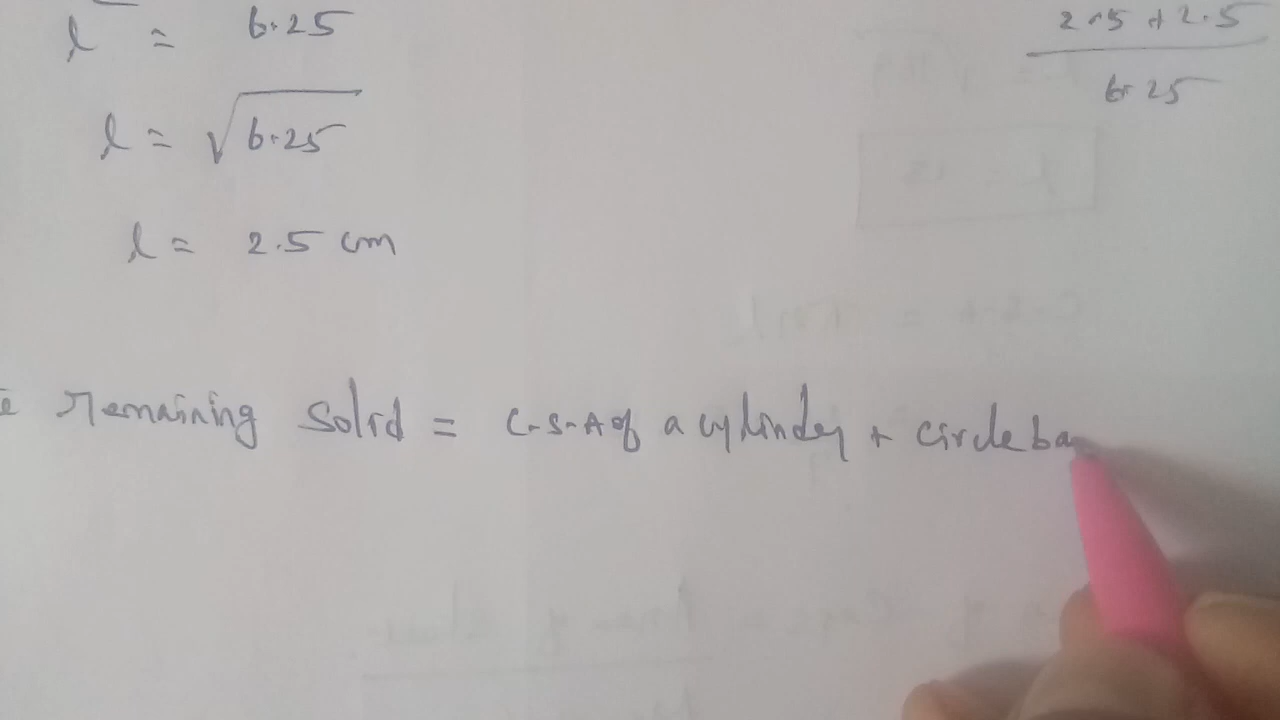 l = 6.25
2.5 × 2.5
6.25
l = √6.25
l = 2.5 cm
e remaining solid = C.S.A of a cylinder + circle ba